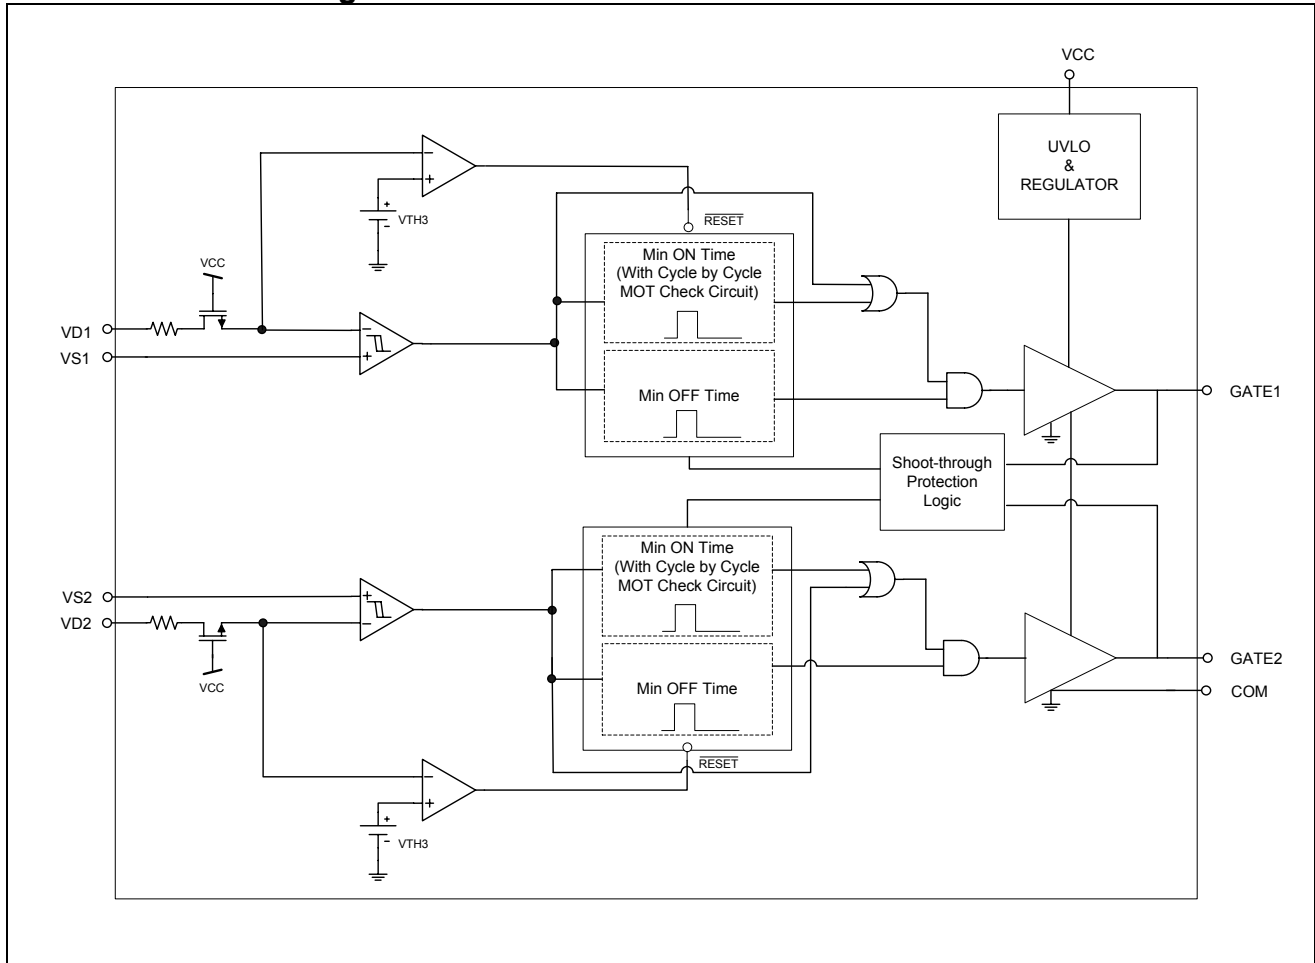 VCC
UVLO
&
REGULATOR
−
+
+
-
VTH3
RESET
VCC
Min ON Time
(With Cycle by Cycle
MOT Check Circuit)
VD1
VS1
−
+
Min OFF Time
GATE1
Shoot-through
Protection
Logic
Min ON Time
(With Cycle by Cycle
MOT Check Circuit)
VS2
VD2
+
−
VCC
Min OFF Time
GATE2
COM
RESET
−
+
+
-
VTH3